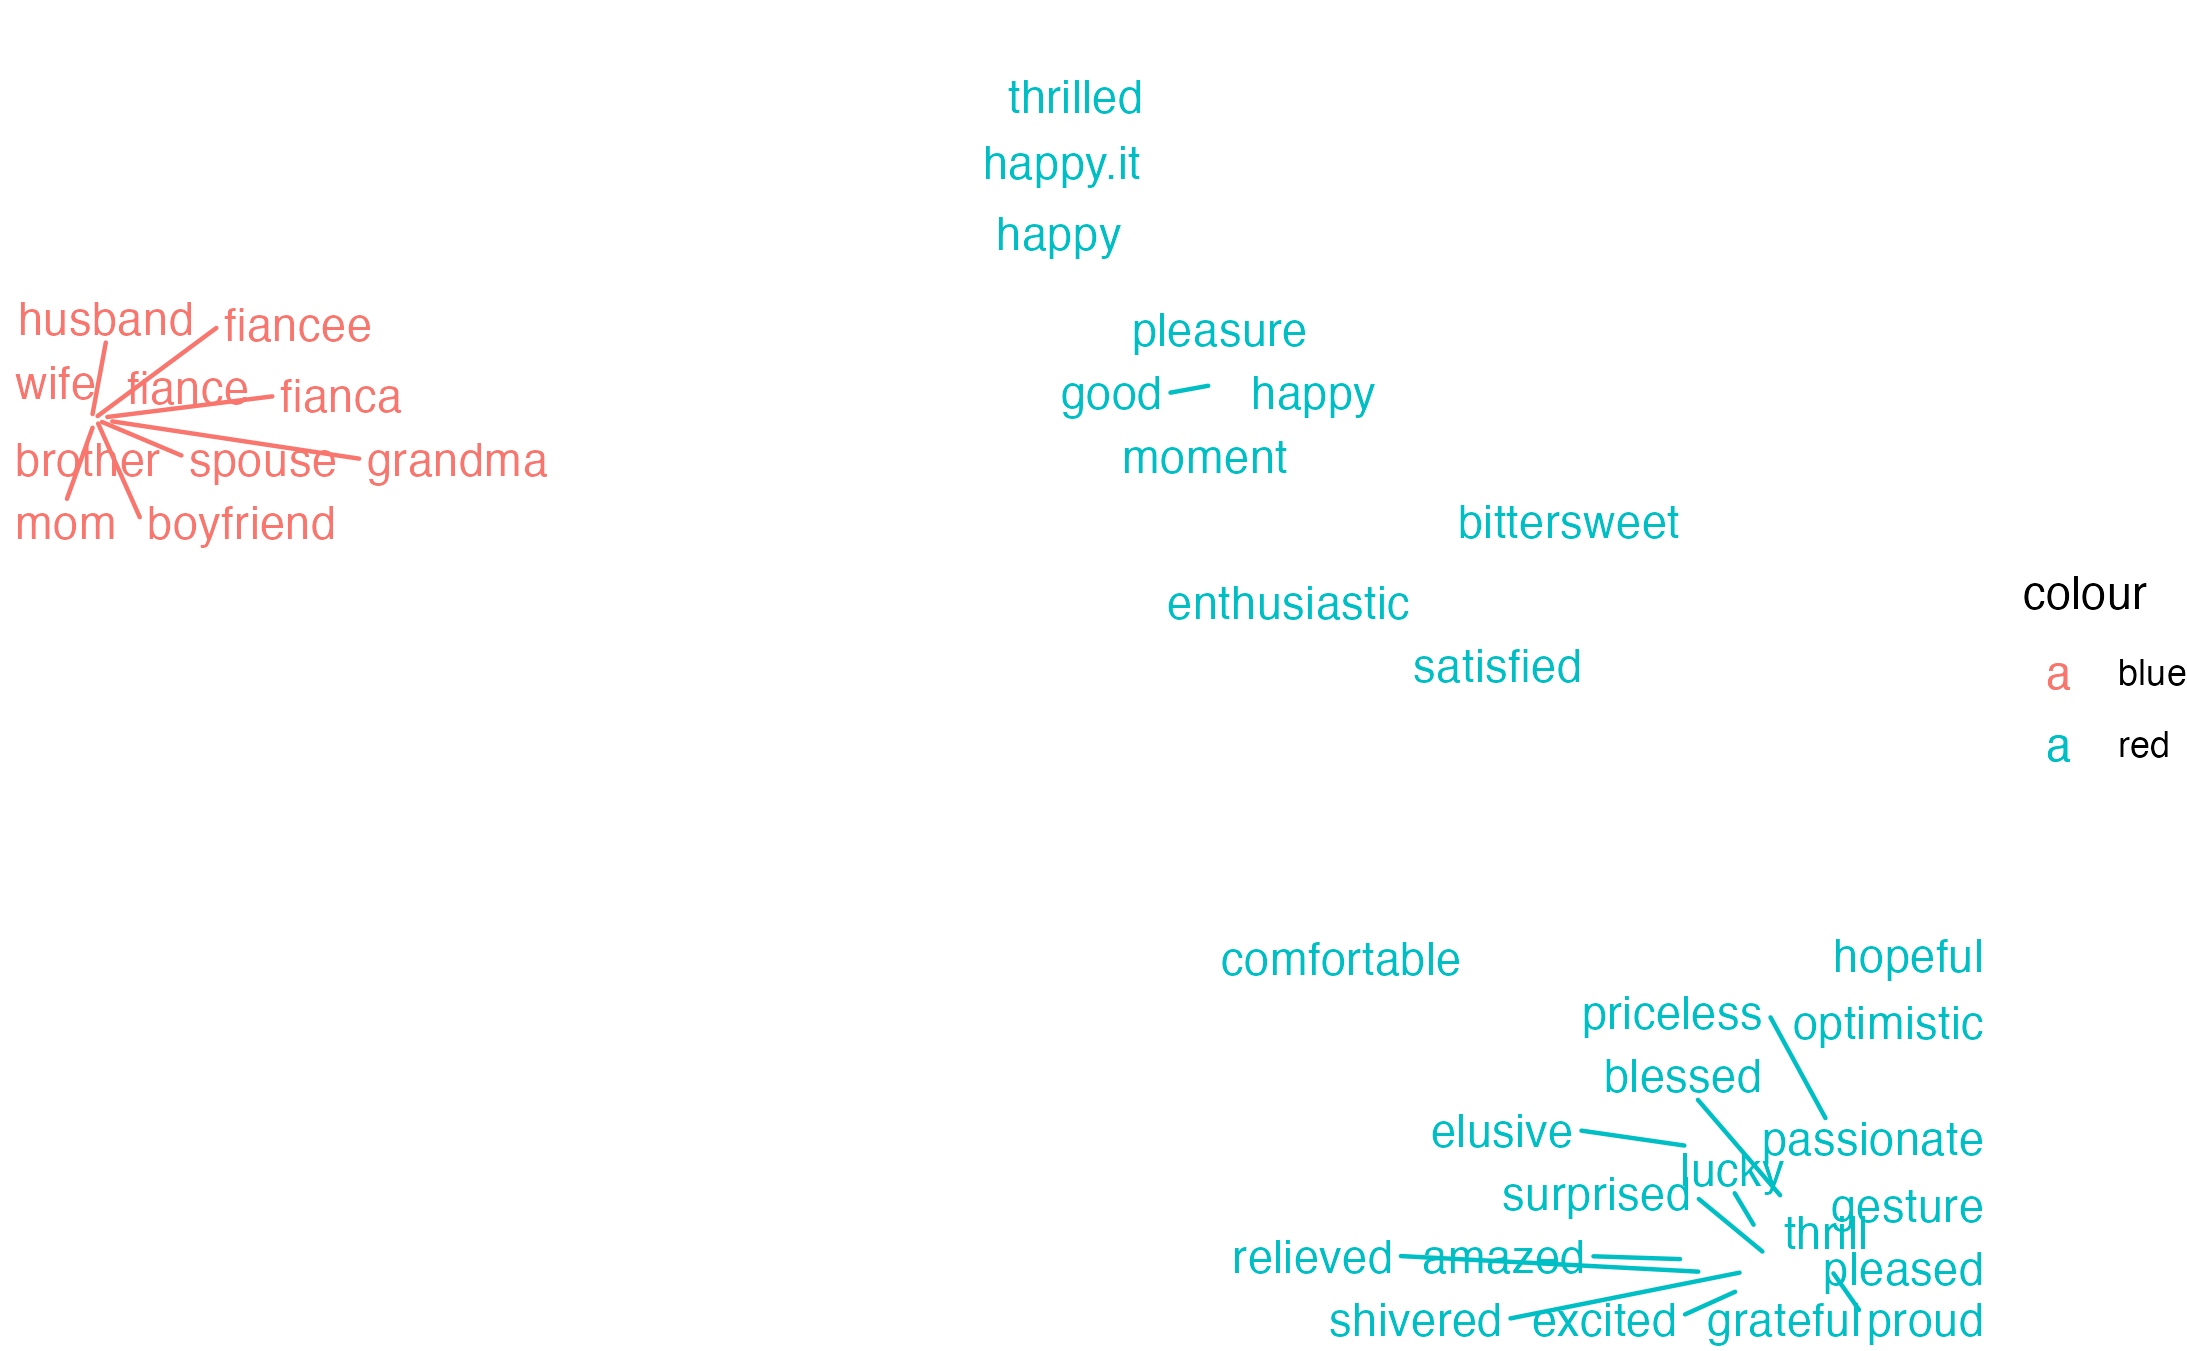 thrilled
happy.it
happy
husband fiancee
pleasure
wife fiance fianca
good happy
moment
brother spouse grandma
mom boyfriend
bittersweet
enthusiastic
satisfied
colour
a blue
a red
comfortable hopeful
priceless optimistic
blessed
elusive passionate
lucky
surprised gesture
thrill
relieved amazed pleased
shivered excited grateful proud